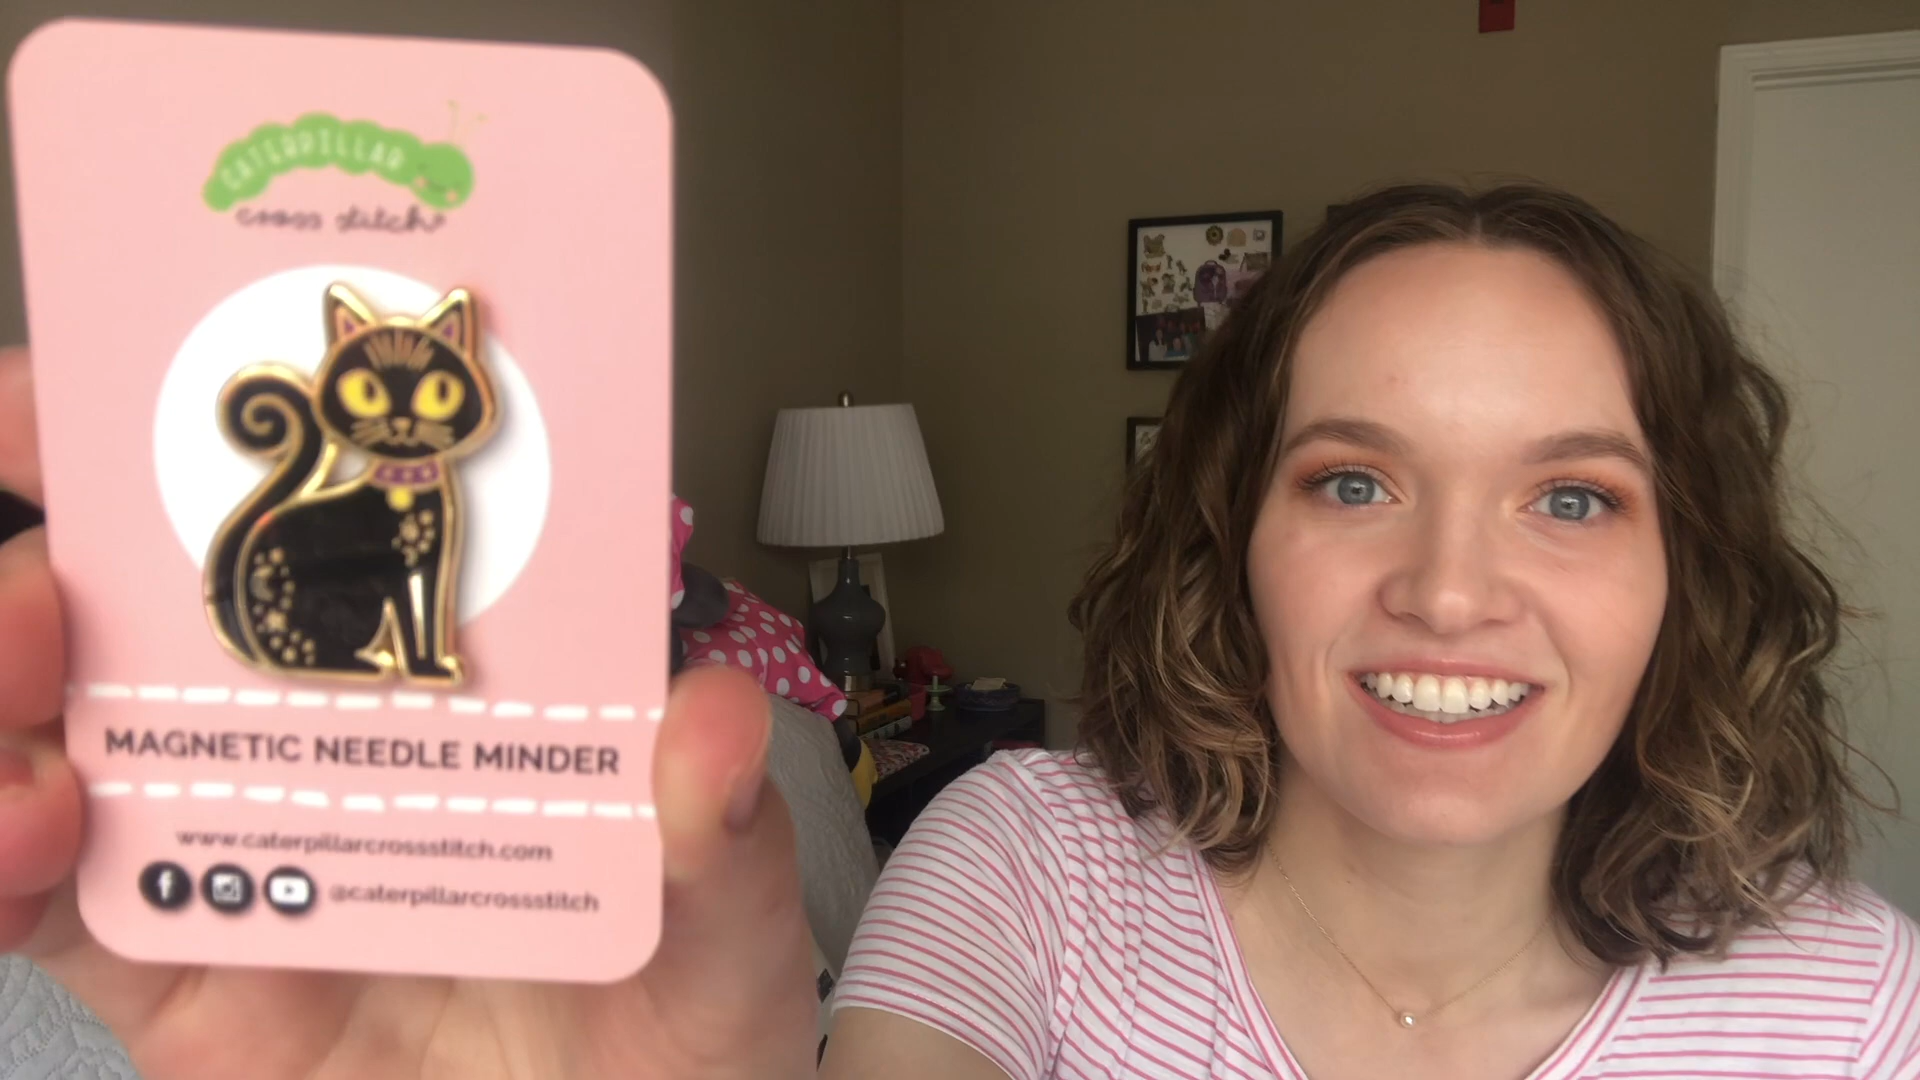 CATERPILLAR
cross stitch
MAGNETIC NEEDLE MINDER
www.caterpillarcrossstitch.com
@caterpillarcrossstitch